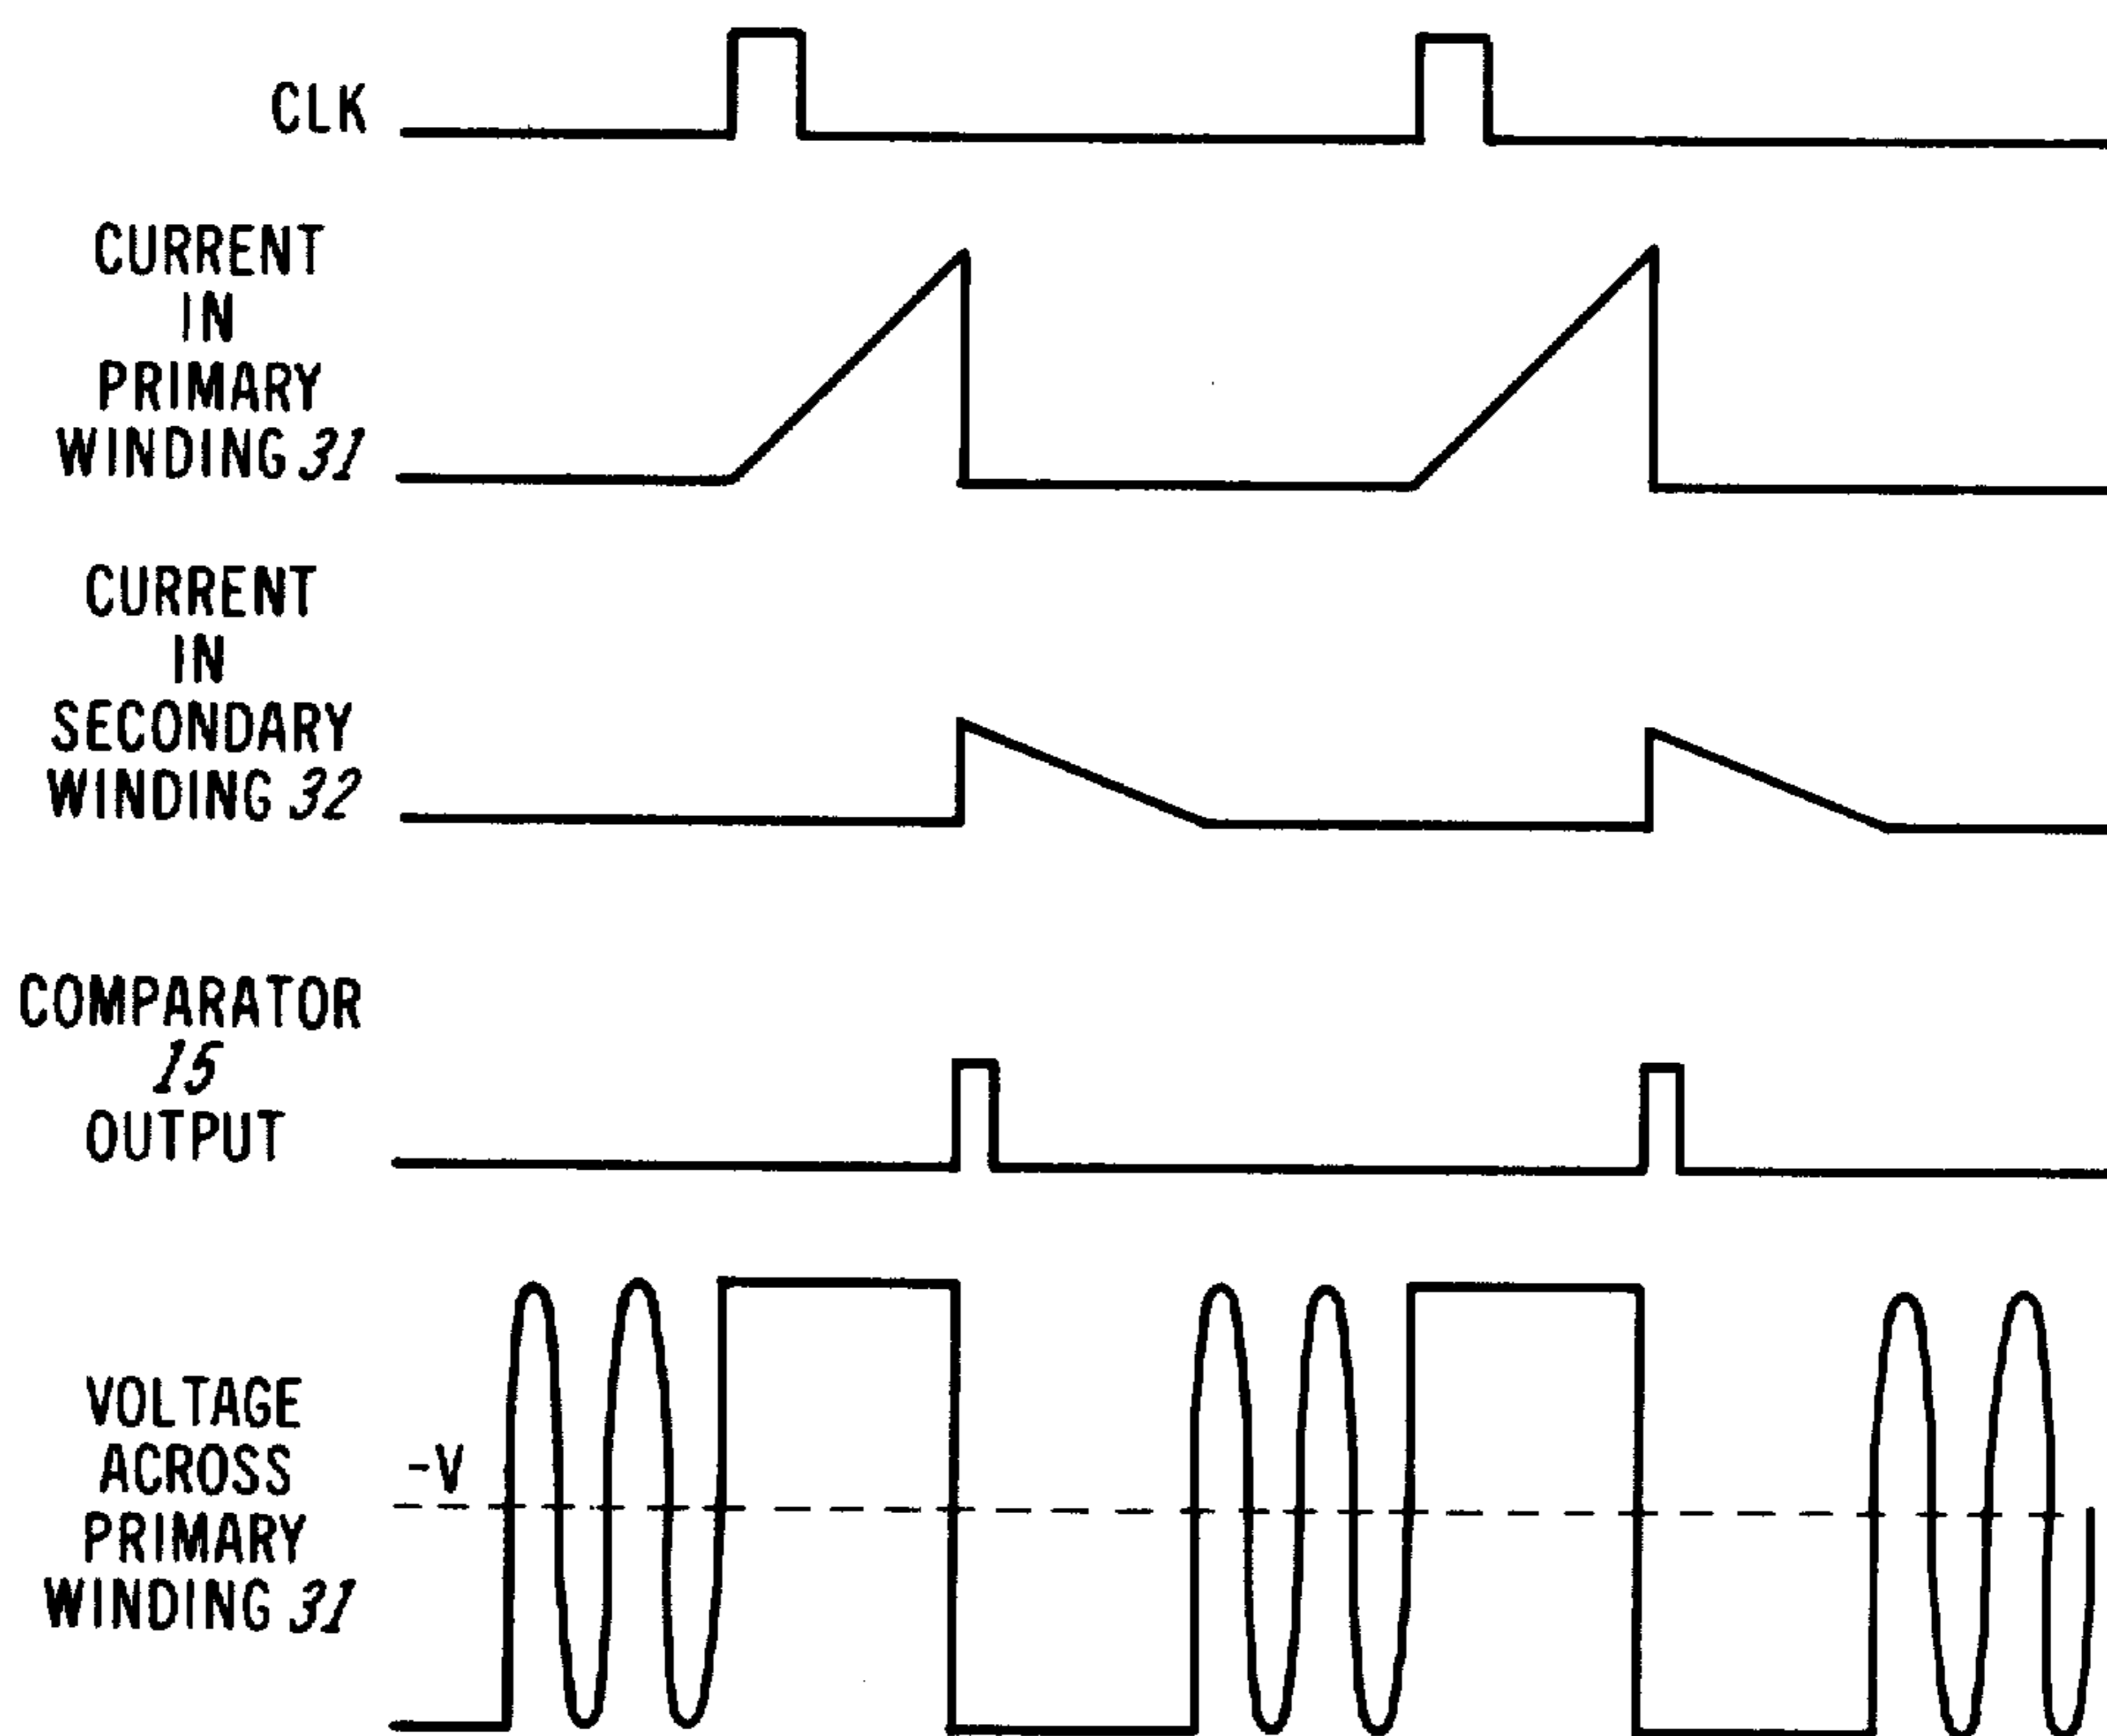 CLK
CURRENT
IN
PRIMARY
WINDING 31
CURRENT
IN
SECONDARY
WINDING 32
COMPARATOR
15
OUTPUT
VOLTAGE
ACROSS
PRIMARY
WINDING 31
-V